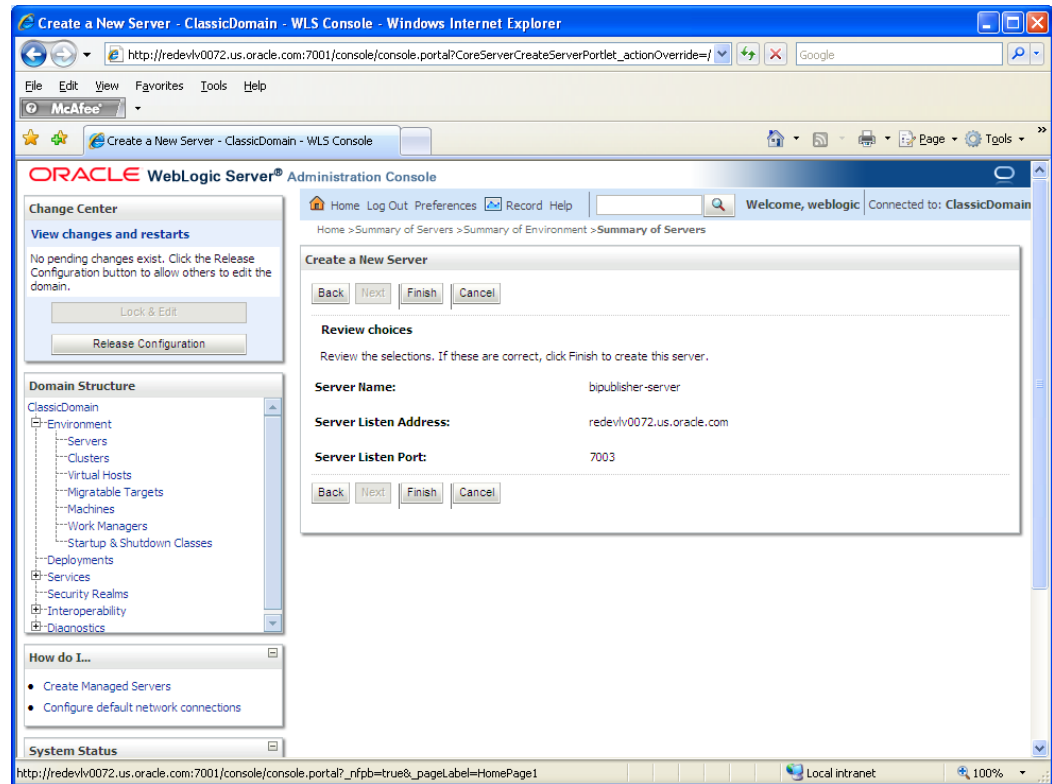 Create a New Server - ClassicDomain - WLS Console - Windows Internet Explorer
http://redevlv0072.us.oracle.com:7001/console/console.portal?CoreServerCreateServerPortlet_actionOverride=/
Google
File Edit View Favorites Tools Help
McAfee
Create a New Server - ClassicDomain - WLS Console
Page Tools »
ORACLE WebLogic Server® Administration Console
Change Center
View changes and restarts
No pending changes exist. Click the Release
Configuration button to allow others to edit the
domain.
Lock & Edit
Release Configuration
Domain Structure
ClassicDomain
Environment
Servers
Clusters
Virtual Hosts
Migratable Targets
Machines
Work Managers
Startup & Shutdown Classes
Deployments
Services
Security Realms
Interoperability
Diagnostics
How do I...
Create Managed Servers
Configure default network connections
System Status
Home Log Out Preferences Record Help
Welcome, weblogic Connected to: ClassicDomain
Home >Summary of Servers >Summary of Environment >Summary of Servers
Create a New Server
Back Next Finish Cancel
Review choices
Review the selections. If these are correct, click Finish to create this server.
Server Name: bipublisher-server
Server Listen Address: redevlv0072.us.oracle.com
Server Listen Port: 7003
Back Next Finish Cancel
http://redevlv0072.us.oracle.com:7001/console/console.portal?_nfpb=true&_pageLabel=HomePage1
Local intranet
100%